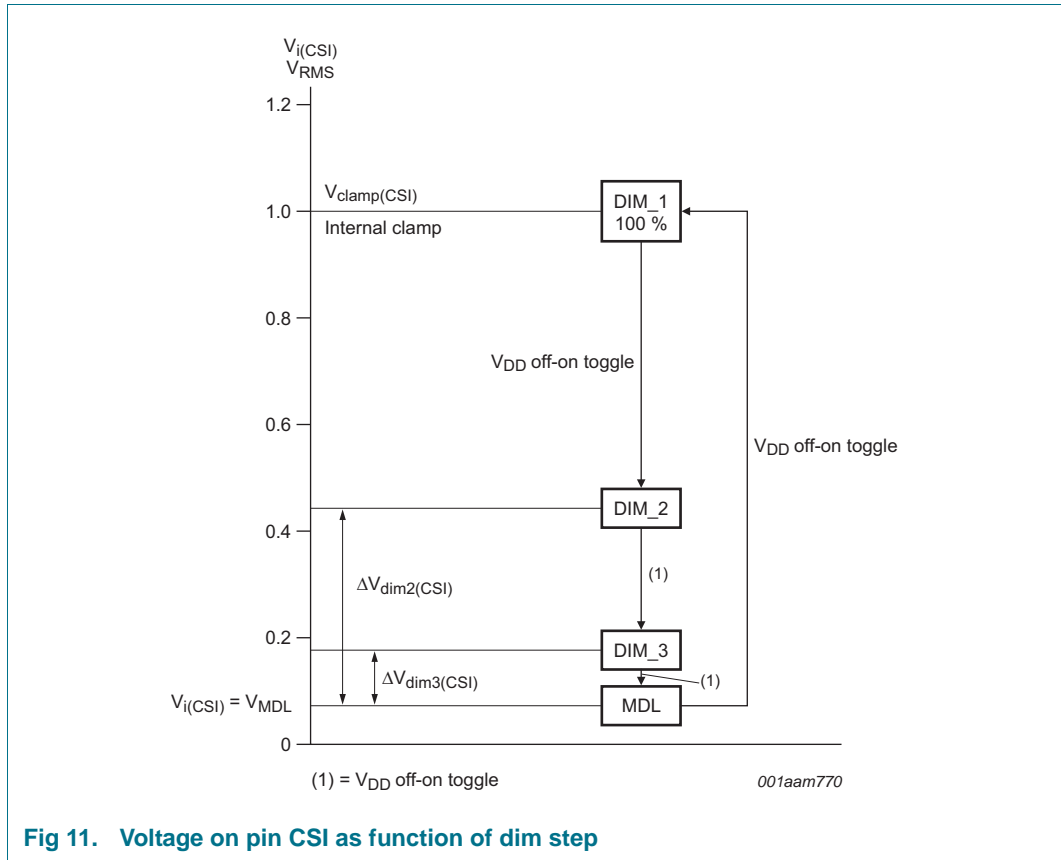 Vi(CSI)
VRMS
1.2
Vclamp(CSI)
DIM_1
100 %
1.0
Internal clamp
0.8
VDD off-on toggle
0.6
VDD off-on toggle
DIM_2
0.4
(1)
ΔVdim2(CSI)
0.2
DIM_3
ΔVdim3(CSI)
(1)
Vi(CSI) = VMDL
MDL
0
(1) = VDD off-on toggle
001aam770
Fig 11. Voltage on pin CSI as function of dim step